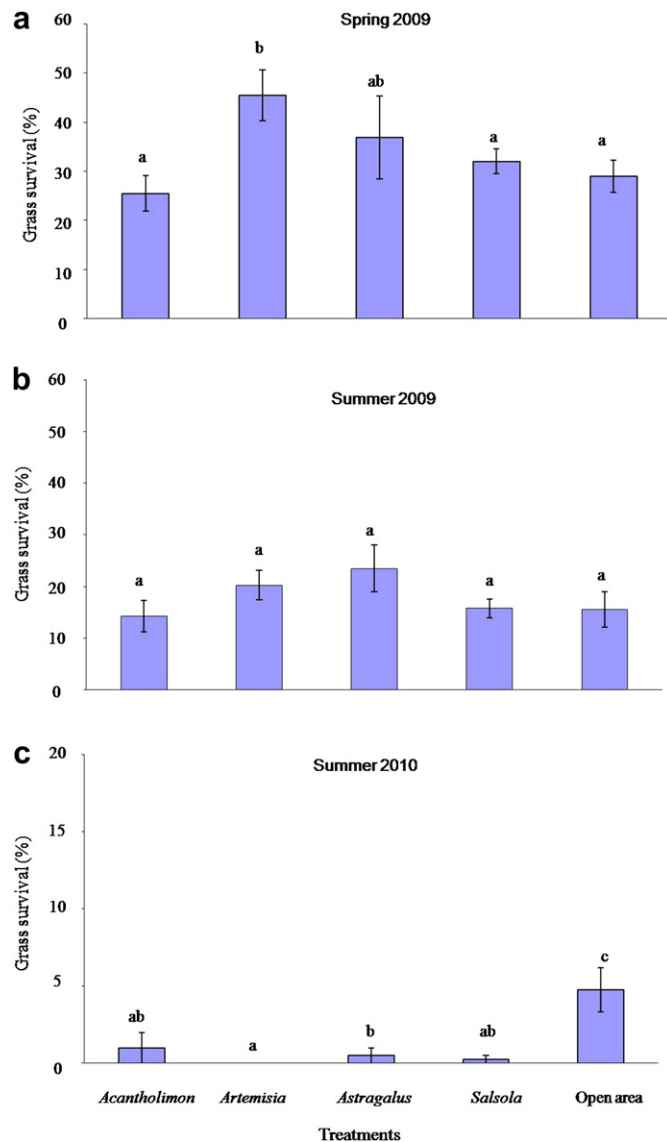 a
Spring 2009
Grass survival (%)
60
50
40
30
20
10
0
a
b
ab
a
a
b
Summer 2009
Grass survival (%)
60
50
40
30
20
10
0
a
a
a
a
a
c
Summer 2010
Grass survival (%)
20
15
10
5
0
ab
a
b
ab
c
Acantholimon Artemisia Astragalus Salsola Open area
Treatments